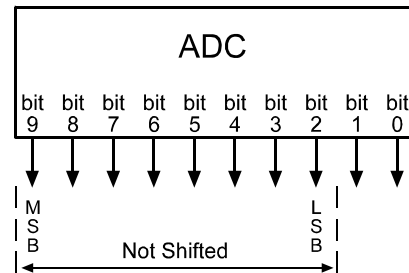 ADC
bit bit bit bit bit bit bit bit bit bit
9 8 7 6 5 4 3 2 1 0
M L
S S
B B
Not Shifted